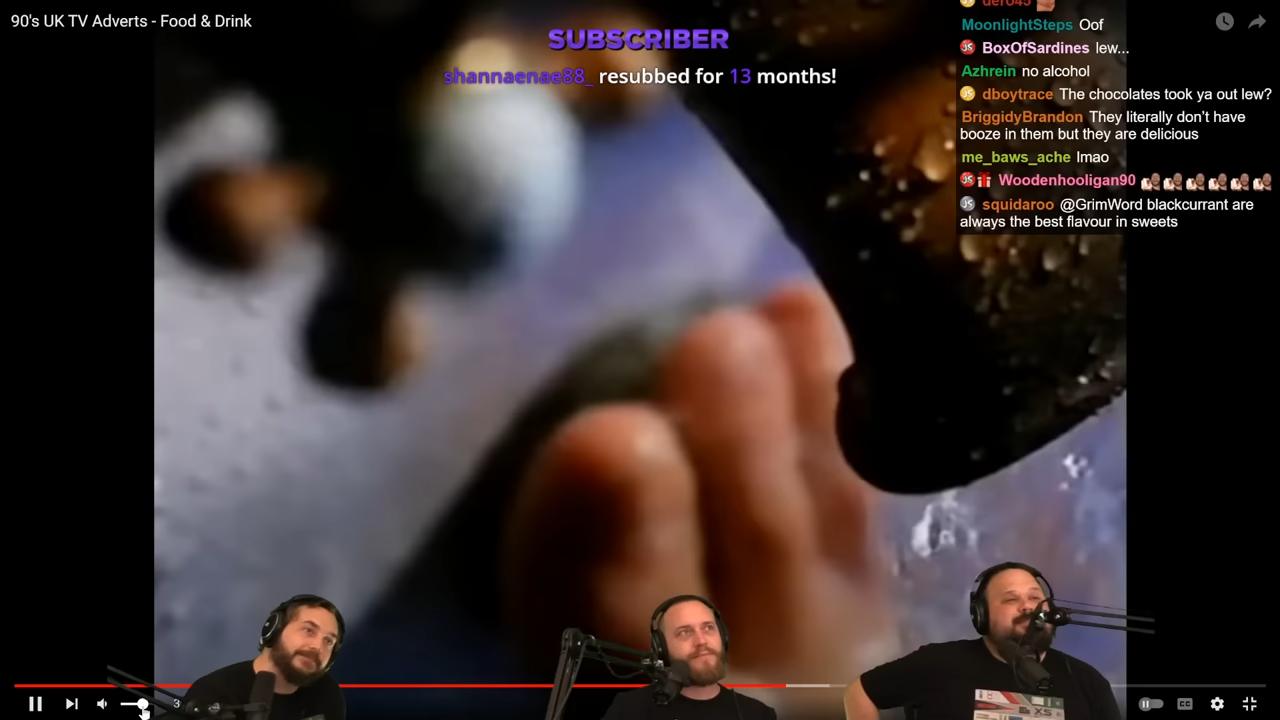 90's UK TV Adverts - Food & Drink
SUBSCRIBER
shannaenae88_ resubbed for 13 months!
MoonlightSteps Oof
BoxOfSardines lew...
Azhrein no alcohol
dboytrace The chocolates took ya out lew?
BriggidyBrandon They literally don't have
booze in them but they are delicious
me_baws_ache lmao
Woodenhooligan90
squidaroo @GrimWord blackcurrant are
always the best flavour in sweets